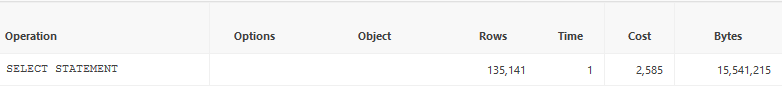 Operation Options Object Rows Time Cost Bytes
SELECT STATEMENT 135,141 1 2,585 15,541,215